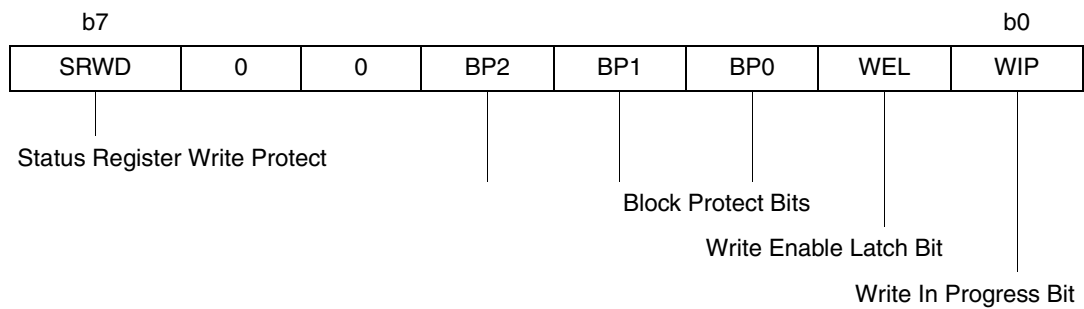 b7 b0
SRWD 0 0 BP2 BP1 BP0 WEL WIP
Status Register Write Protect
Block Protect Bits
Write Enable Latch Bit
Write In Progress Bit